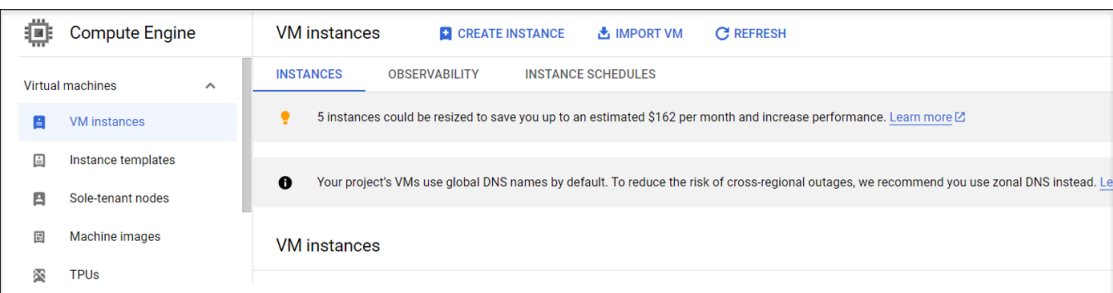 Compute Engine
VM instances
CREATE INSTANCE
IMPORT VM
REFRESH
Virtual machines
VM instances
Instance templates
Sole-tenant nodes
Machine images
TPUs
INSTANCES
OBSERVABILITY
INSTANCE SCHEDULES
5 instances could be resized to save you up to an estimated $162 per month and increase performance. Learn more
Your project's VMs use global DNS names by default. To reduce the risk of cross-regional outages, we recommend you use zonal DNS instead. Le
VM instances